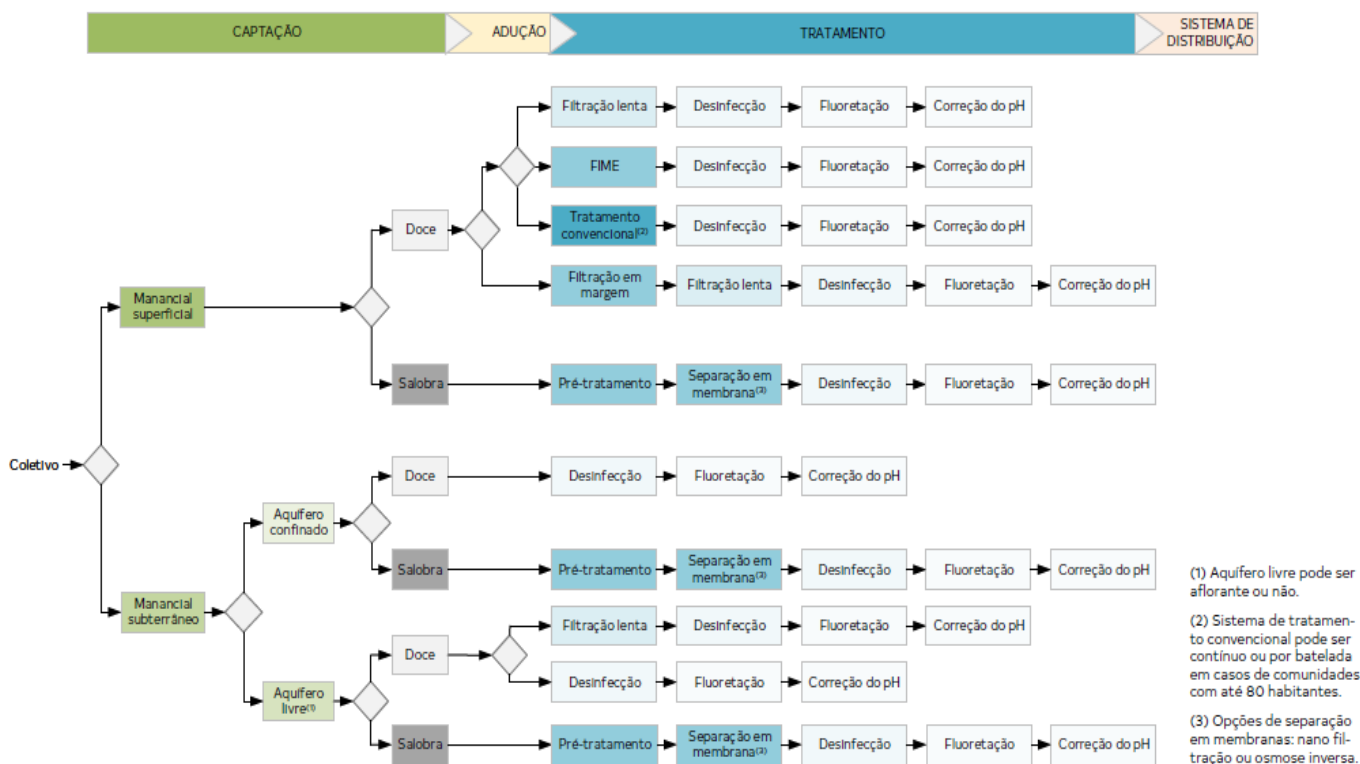 CAPTAÇÃO
ADUÇÃO
TRATAMENTO
SISTEMA DE
DISTRIBUIÇÃO
Filtração lenta
Desinfecção
Fluoretação
Correção do pH
FIME
Desinfecção
Fluoretação
Correção do pH
Doce
Tratamento
convencional(2)
Desinfecção
Fluoretação
Correção do pH
Filtração em
margem
Filtração lenta
Desinfecção
Fluoretação
Correção do pH
Manancial
superficial
Salobra
Pré-tratamento
Separação em
membrana(3)
Desinfecção
Fluoretação
Correção do pH
Coletivo
Doce
Desinfecção
Fluoretação
Correção do pH
Aquífero
confinado
Salobra
Pré-tratamento
Separação em
membrana(3)
Desinfecção
Fluoretação
Correção do pH
Manancial
subterrâneo
Filtração lenta
Desinfecção
Fluoretação
Correção do pH
Doce
Desinfecção
Fluoretação
Correção do pH
Aquífero
livre(1)
Salobra
Pré-tratamento
Separação em
membrana(3)
Desinfecção
Fluoretação
Correção do pH
(1) Aquífero livre pode ser
aflorante ou não.
(2) Sistema de tratamen-
to convencional pode ser
contínuo ou por batelada
em casos de comunidades
com até 80 habitantes.
(3) Opções de separação
em membranas: nano fil-
tração ou osmose inversa.